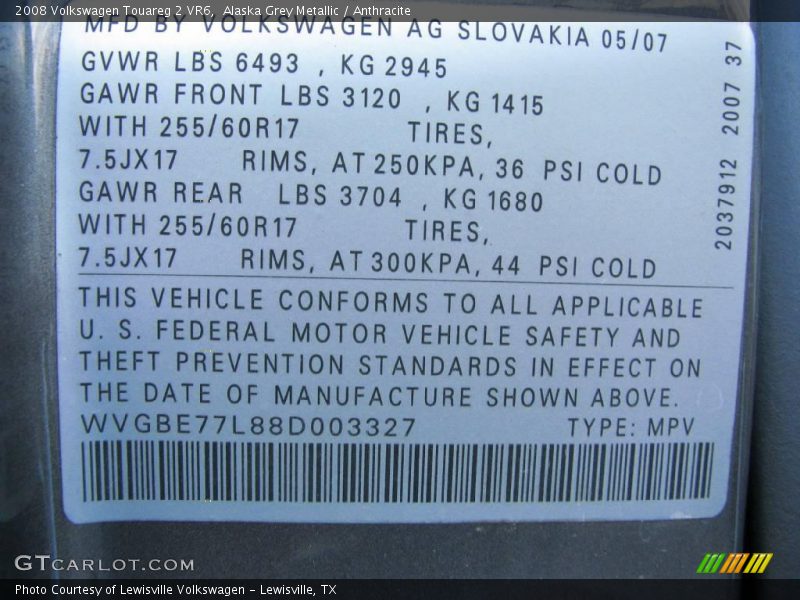 2008 Volkswagen Touareg 2 VR6, Alaska Grey Metallic / Anthracite
MFD BY VOLKSWAGEN AG SLOVAKIA 05/07
GVWR LBS 6493 , KG 2945
GAWR FRONT LBS 3120 , KG 1415
WITH 255/60R17 TIRES,
7.5JX17 RIMS, AT 250KPA, 36 PSI COLD
GAWR REAR LBS 3704 , KG 1680
WITH 255/60R17 TIRES,
7.5JX17 RIMS, AT 300KPA, 44 PSI COLD
2037912 2007 37
THIS VEHICLE CONFORMS TO ALL APPLICABLE
U. S. FEDERAL MOTOR VEHICLE SAFETY AND
THEFT PREVENTION STANDARDS IN EFFECT ON
THE DATE OF MANUFACTURE SHOWN ABOVE.
WVGBE77L88D003327 TYPE: MPV
GTCARLOT.COM
Photo Courtesy of Lewisville Volkswagen - Lewisville, TX